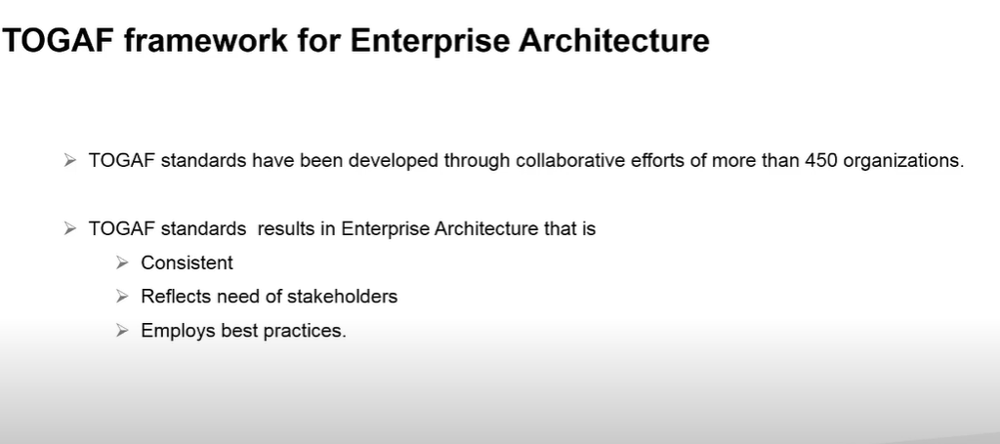 TOGAF framework for Enterprise Architecture
TOGAF standards have been developed through collaborative efforts of more than 450 organizations.
TOGAF standards  results in Enterprise Architecture that is
Consistent
Reflects need of stakeholders
Employs best practices.